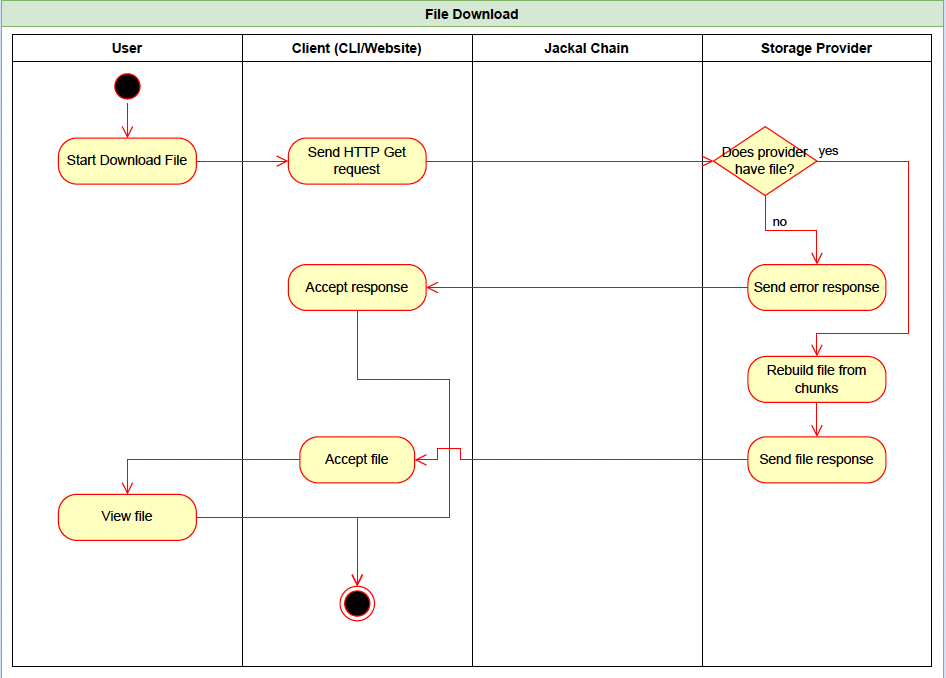 File Download
User
Client (CLI/Website)
Jackal Chain
Storage Provider
Start Download File
Send HTTP Get
request
Does provider
have file?
yes
no
Accept response
Send error response
Rebuild file from
chunks
Accept file
Send file response
View file